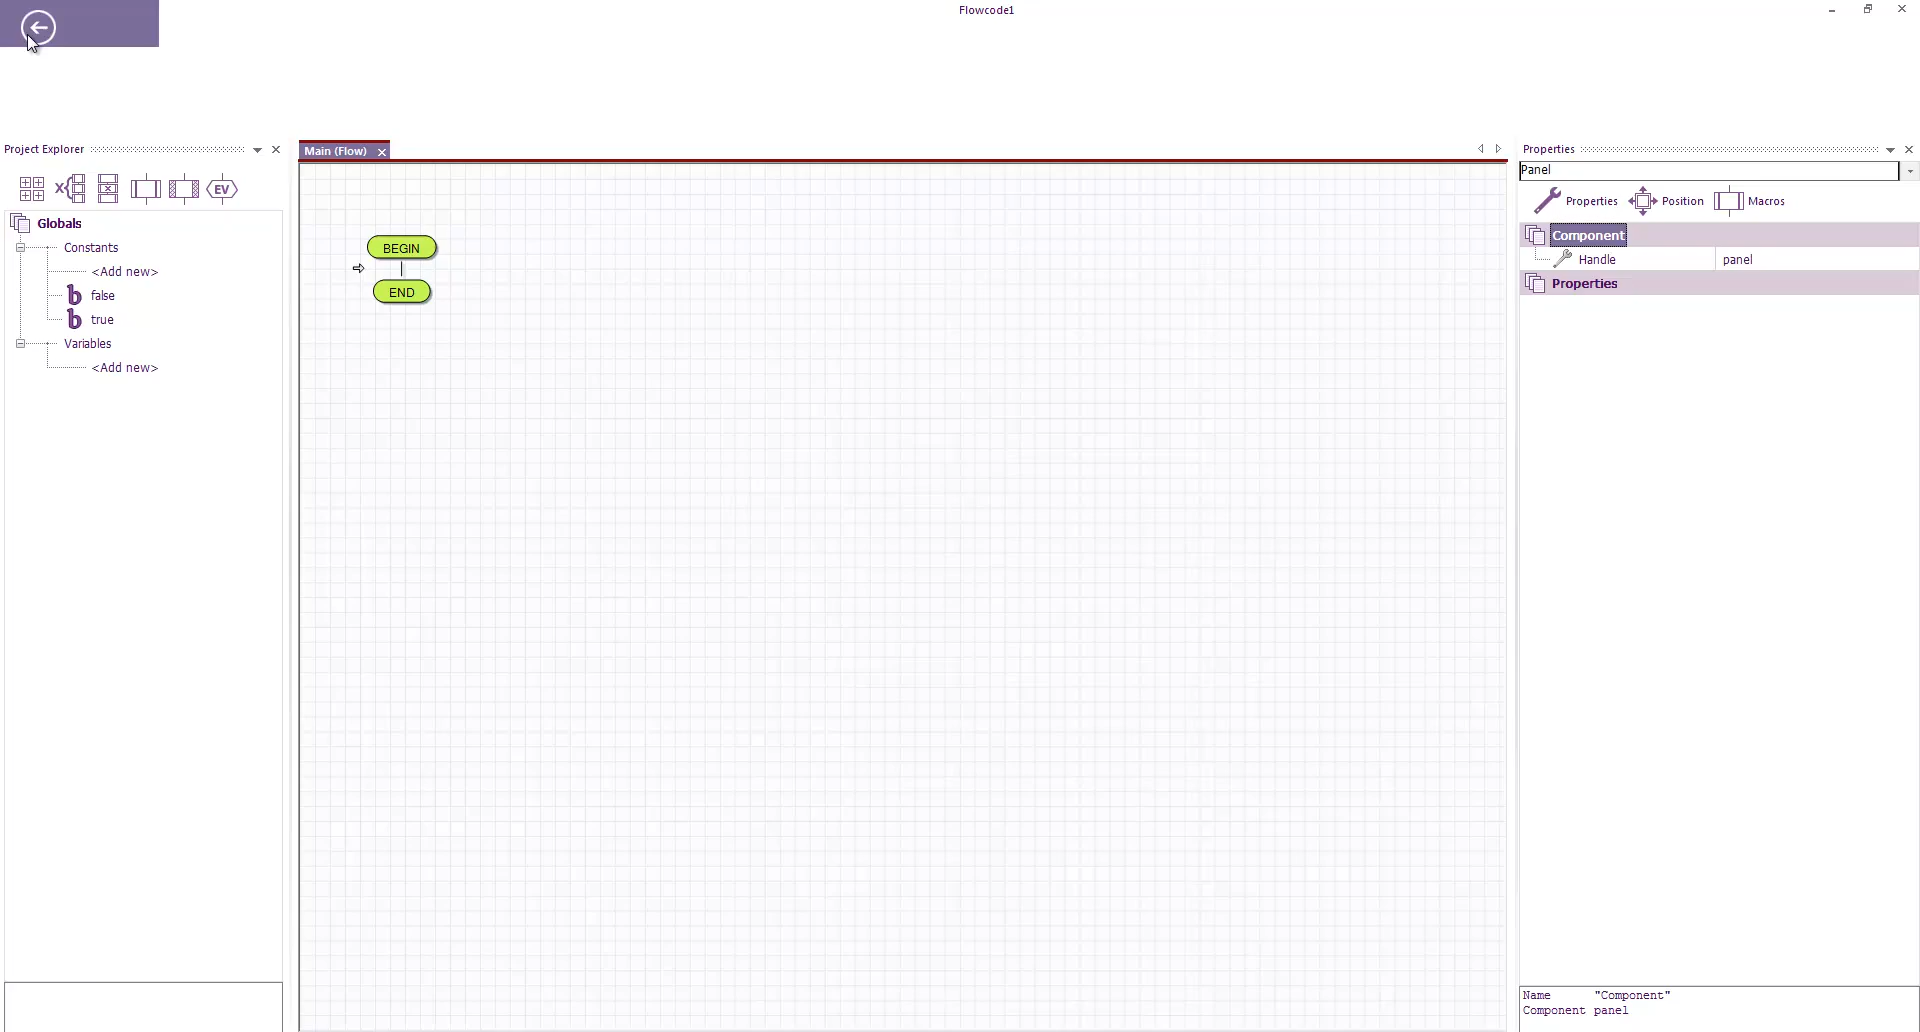 Flowcode1
Project Explorer
X
EV
Globals
Constants
<Add new>
b false
b true
Variables
<Add new>
Main (Flow)
BEGIN
END
Properties
Panel
Properties Position Macros
Component
Handle panel
Properties
Name "Component"
Component panel